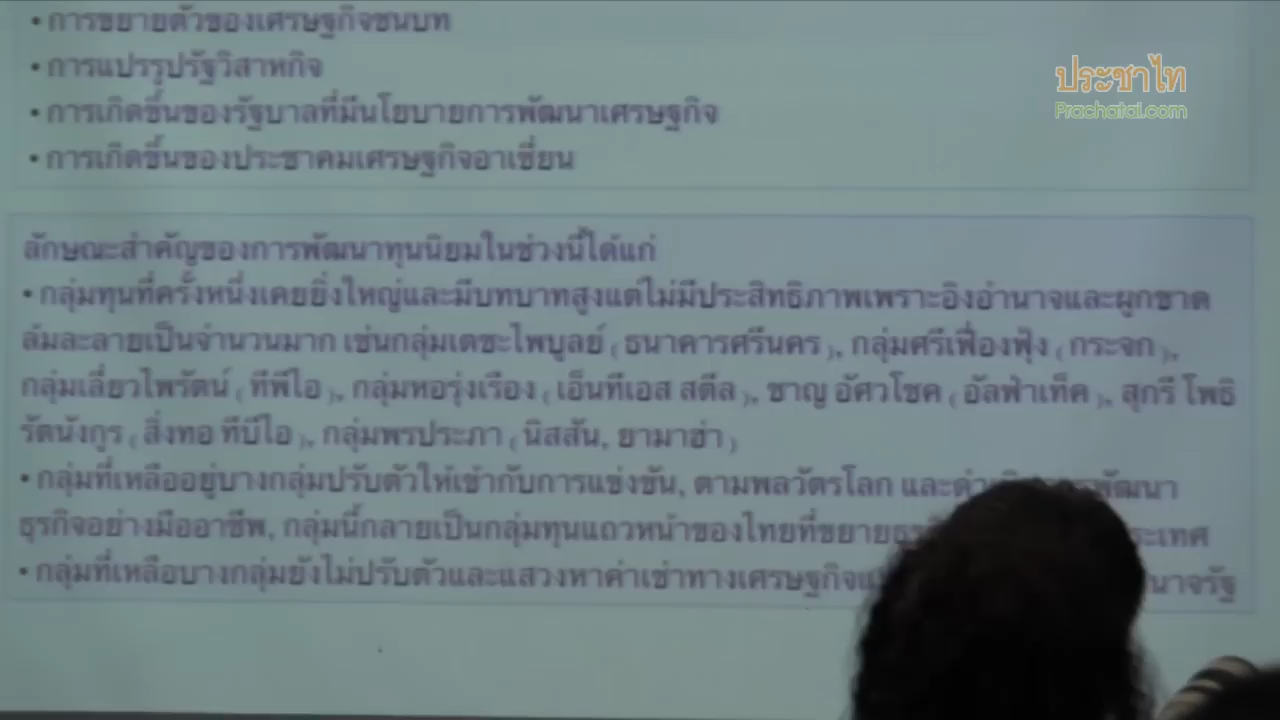 • การขยายตัวของเศรษฐกิจชนบท
• การแปรรูปรัฐวิสาหกิจ
ประชาไท
Prachatai.com
• การเกิดขึ้นของรัฐบาลที่มีนโยบายการพัฒนาเศรษฐกิจ
• การเกิดขึ้นของประชาคมเศรษฐกิจอาเซี่ยน
ลักษณะสำคัญของการพัฒนาทุนนิยมในช่วงนี้ได้แก่
• กลุ่มทุนที่ครั้งหนึ่งเคยยิ่งใหญ่และมีบทบาทสูงแต่ไม่มีประสิทธิภาพเพราะอิงอำนาจและผูกขาด
ล้มละลายเป็นจำนวนมาก เช่นกลุ่มเตชะไพบูลย์ (ธนาคารศรีนคร), กลุ่มศรีเฟื่องฟุ้ง (กระจก),
กลุ่มเลี่ยวไพรัตน์ (ทีพีไอ), กลุ่มหอรุ่งเรือง (เอ็นทีเอส สตีล), ชาญ อัศวโชค (อัลฟ่าเท็ค), สุกรี โพธิ
รัตนังกูร (สิ่งทอ ทีบีไอ), กลุ่มพรประภา (นิสสัน, ยามาฮ่า)
• กลุ่มที่เหลืออยู่บางกลุ่มปรับตัวให้เข้ากับการแข่งขัน, ตามพลวัตรโลก และ พัฒนา
ธุรกิจอย่างมืออาชีพ, กลุ่มนี้กลายเป็นกลุ่มทุนแถวหน้าของไทยที่ขยาย ระเทศ
• กลุ่มที่เหลือบางกลุ่มยังไม่ปรับตัวและแสวงหาค่าเช่าทางเศรษฐกิจ นาจรัฐ